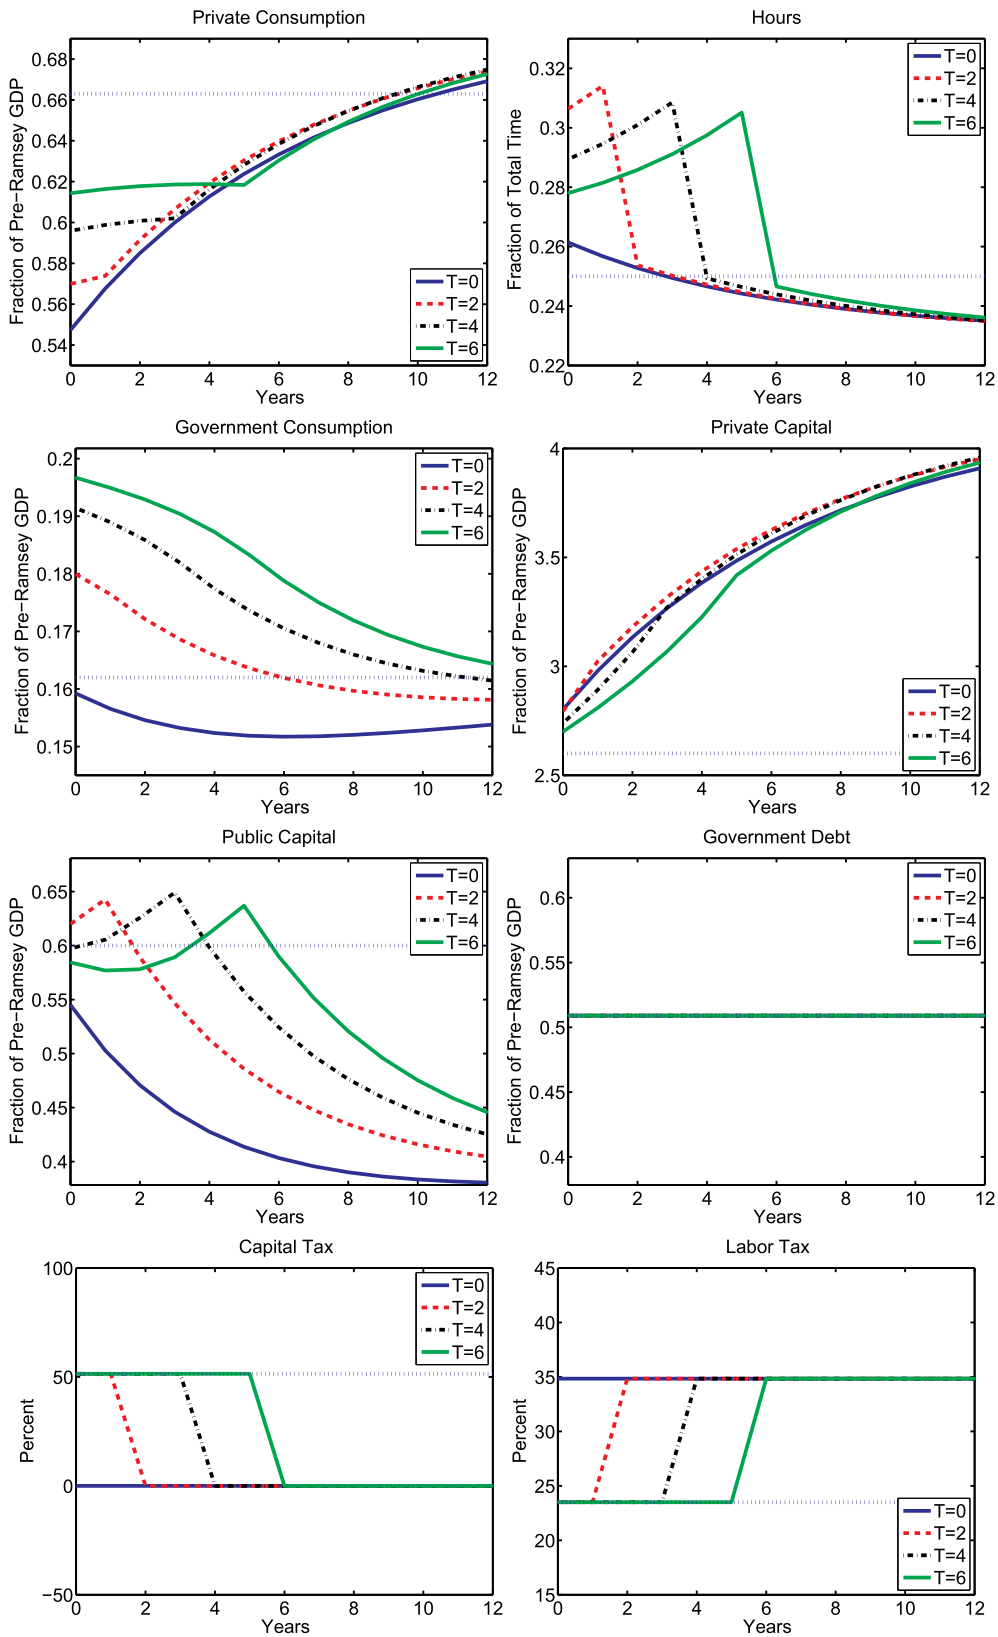 Private Consumption
Fraction of Pre−Ramsey GDP
0.68
0.66
0.64
0.62
0.6
0.58
0.56
0.54
0 2 4 6 8 10 12
Years
T=0
T=2
T=4
T=6
Hours
Fraction of Total Time
0.32
0.3
0.28
0.26
0.24
0.22
0 2 4 6 8 10 12
Years
T=0
T=2
T=4
T=6
Government Consumption
Fraction of Pre−Ramsey GDP
0.2
0.19
0.18
0.17
0.16
0.15
0 2 4 6 8 10 12
Years
T=0
T=2
T=4
T=6
Private Capital
Fraction of Pre−Ramsey GDP
4
3.5
3
2.5
0 2 4 6 8 10 12
Years
T=0
T=2
T=4
T=6
Public Capital
Fraction of Pre−Ramsey GDP
0.65
0.6
0.55
0.5
0.45
0.4
0 2 4 6 8 10 12
Years
T=0
T=2
T=4
T=6
Government Debt
Fraction of Pre−Ramsey GDP
0.6
0.55
0.5
0.45
0.4
0 2 4 6 8 10 12
Years
T=0
T=2
T=4
T=6
Capital Tax
Percent
100
50
0
−50
0 2 4 6 8 10 12
Years
T=0
T=2
T=4
T=6
Labor Tax
Percent
45
40
35
30
25
20
15
0 2 4 6 8 10 12
Years
T=0
T=2
T=4
T=6